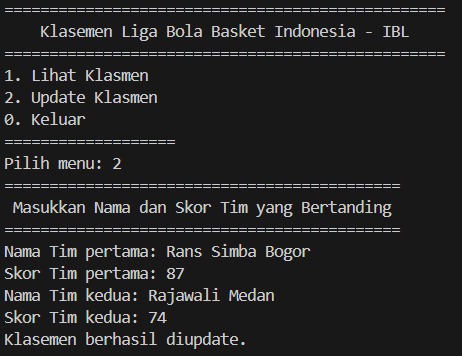 =================================================
Klasemen Liga Bola Basket Indonesia - IBL
=================================================
1. Lihat Klasmen
2. Update Klasmen
0. Keluar
===================
Pilih menu: 2
============================================
Masukkan Nama dan Skor Tim yang Bertanding
============================================
Nama Tim pertama: Rans Simba Bogor
Skor Tim pertama: 87
Nama Tim kedua: Rajawali Medan
Skor Tim kedua: 74
Klasemen berhasil diupdate.